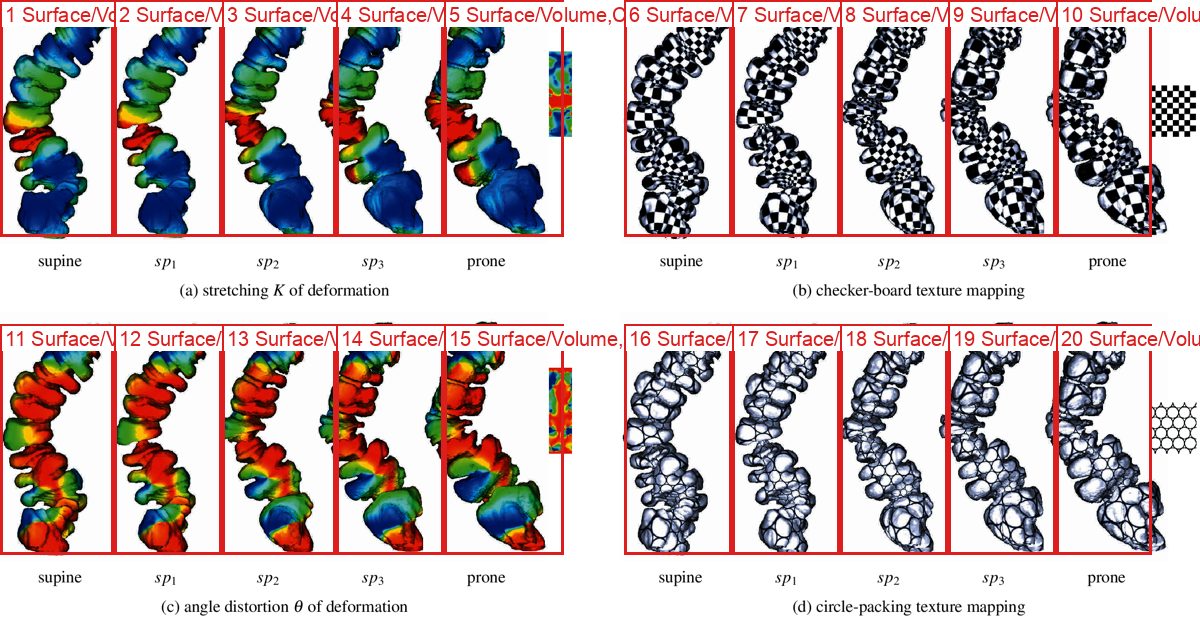 1 Surface/Vo
2 Surface/V
3 Surface/Vo
4 Surface/V
5 Surface/Volume,C
6 Surface/V
7 Surface/V
8 Surface/V
9 Surface/V
10 Surface/Volu
supine sp1 sp2 sp3 prone
supine sp1 sp2 sp3 prone
(a) stretching K of deformation
(b) checker-board texture mapping
11 Surface/V
12 Surface/
13 Surface/
14 Surface/
15 Surface/Volume,
16 Surface/
17 Surface/
18 Surface/
19 Surface/
20 Surface/Volu
supine sp1 sp2 sp3 prone
supine sp1 sp2 sp3 prone
(c) angle distortion θ of deformation
(d) circle-packing texture mapping